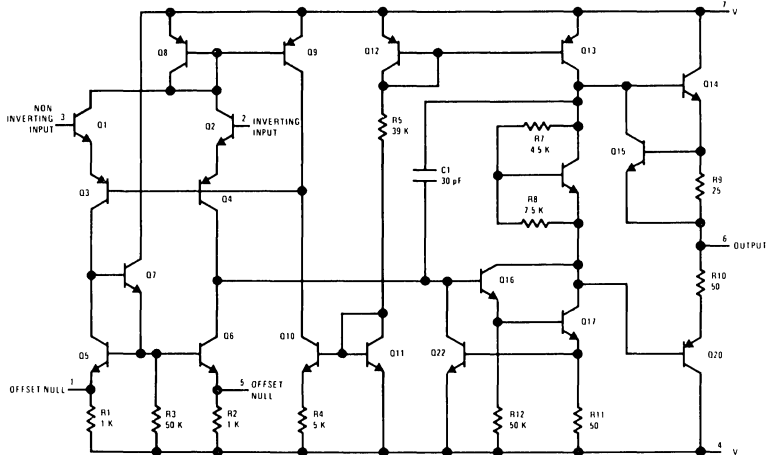 7
V
Q8
Q9
Q12
Q13
Q14
NON
INVERTING
INPUT
3
Q1
Q2
2
INVERTING
INPUT
R5
39 K
R7
4 5 K
Q15
C1
30 pF
R9
25
Q3
Q4
R8
7 5 K
6
OUTPUT
Q7
Q16
R10
50
Q5
Q6
Q10
Q11
Q22
Q17
Q20
OFFSET NULL
1
5
OFFSET
NULL
R1
1 K
R3
50 K
R2
1 K
R4
5 K
R12
50 K
R11
50
4
V